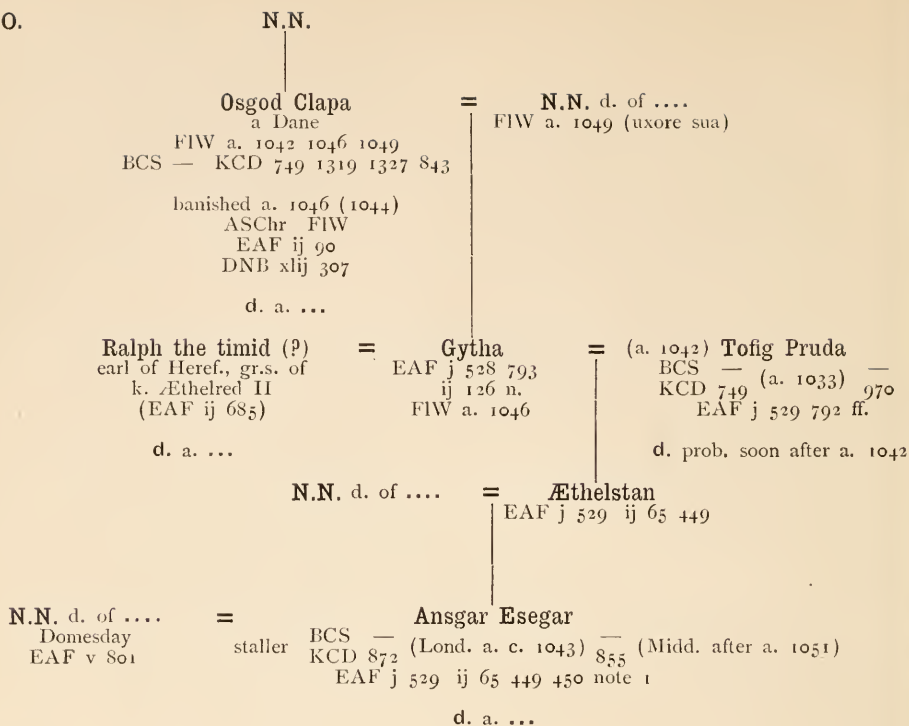 O.
N.N.
Osgod Clapa = N.N. d. of ....
a Dane
FlW a. 1049 (uxore sua)
FlW a. 1042 1046 1049
BCS — KCD 749 1319 1327 843
banished a. 1046 (1044)
ASChr FlW
EAF ij 90
DNB xlij 307
d. a. ...
Ralph the timid (?) = Gytha = (a. 1042) Tofig Pruda
earl of Heref., gr.s. of
k. Æthelred II
(EAF ij 685)
d. a. ...
EAF j 528 793
ij 126 n.
FlW a. 1046
BCS — (a. 1033) —
KCD 749 970
EAF j 529 792 ff.
d. prob. soon after a. 1042
N.N. d. of .... = Æthelstan
EAF j 529 ij 65 449
N.N. d. of .... = Ansgar Esegar
Domesday
EAF v 801
staller BCS — (Lond. a. c. 1043) — (Midd. after a. 1051)
KCD 872 855
EAF j 529 ij 65 449 450 note 1
d. a. ...